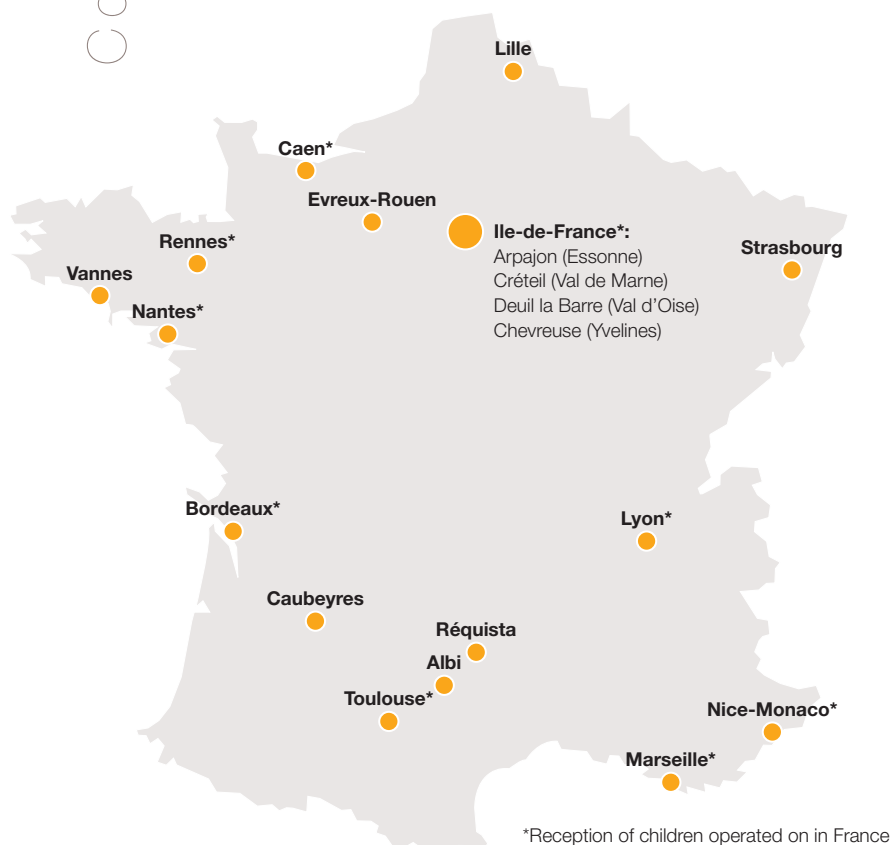 Lille
Caen*
Evreux-Rouen
Ile-de-France*:
Arpajon (Essonne)
Créteil (Val de Marne)
Deuil la Barre (Val d’Oise)
Chevreuse (Yvelines)
Rennes*
Strasbourg
Vannes
Nantes*
Bordeaux*
Lyon*
Caubeyres
Réquista
Albi
Toulouse*
Nice-Monaco*
Marseille*
*Reception of children operated on in France